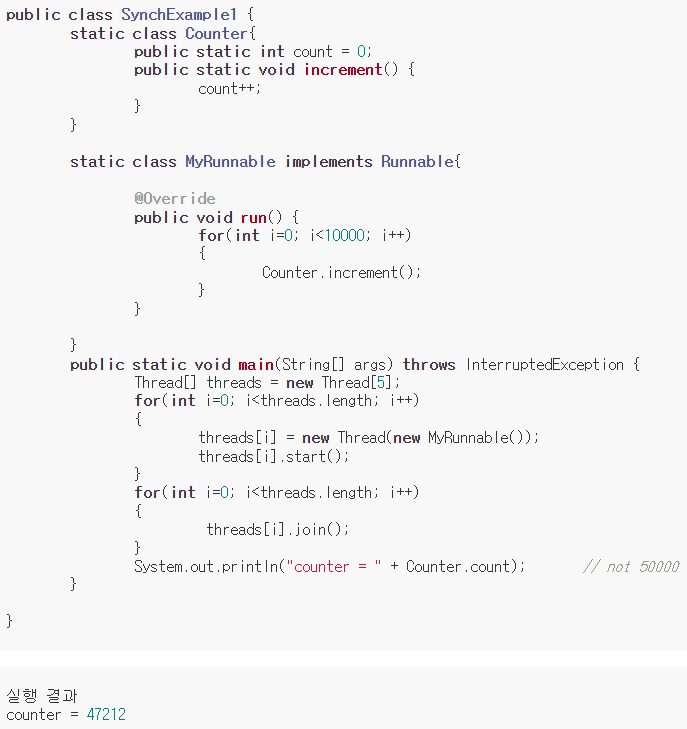 public class SynchExample1 {
static class Counter{
public static int count = 0;
public static void increment() {
count++;
}
}
static class MyRunnable implements Runnable{
@Override
public void run() {
for(int i=0; i<10000; i++)
{
Counter.increment();
}
}
}
public static void main(String[] args) throws InterruptedException {
Thread[] threads = new Thread[5];
for(int i=0; i<threads.length; i++)
{
threads[i] = new Thread(new MyRunnable());
threads[i].start();
}
for(int i=0; i<threads.length; i++)
{
threads[i].join();
}
System.out.println("counter = " + Counter.count); // not 50000
}
}
실행 결과
counter = 47212